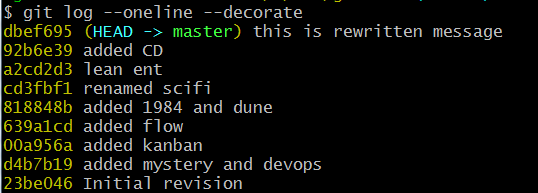 $ git log --oneline --decorate
dbef695 (HEAD -> master) this is rewritten message
92b6e39 added CD
a2cd2d3 lean ent
cd3fbf1 renamed scifi
818848b added 1984 and dune
639a1cd added flow
00a956a added kanban
d4b7b19 added mystery and devops
23be046 Initial revision